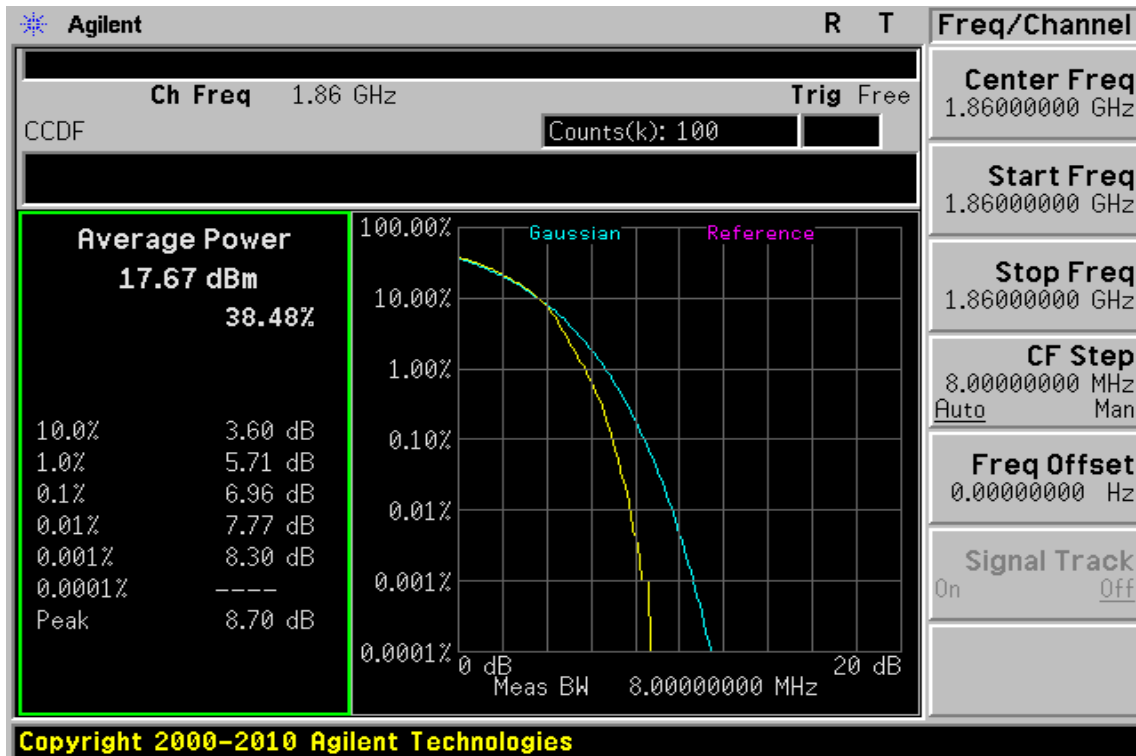 Agilent
R T
Freq/Channel
Ch Freq 1.86 GHz
Trig Free
CCDF
Counts(k): 100
Average Power
17.67 dBm
38.48%
10.0% 3.60 dB
1.0% 5.71 dB
0.1% 6.96 dB
0.01% 7.77 dB
0.001% 8.30 dB
0.0001% ----
Peak 8.70 dB
Gaussian
Reference
100.00%
10.00%
1.00%
0.10%
0.01%
0.001%
0.0001%
0 dB
20 dB
Meas BW 8.00000000 MHz
Center Freq
1.86000000 GHz
Start Freq
1.86000000 GHz
Stop Freq
1.86000000 GHz
CF Step
8.00000000 MHz
Auto Man
Freq Offset
0.00000000 Hz
Signal Track
On Off
Copyright 2000-2010 Agilent Technologies